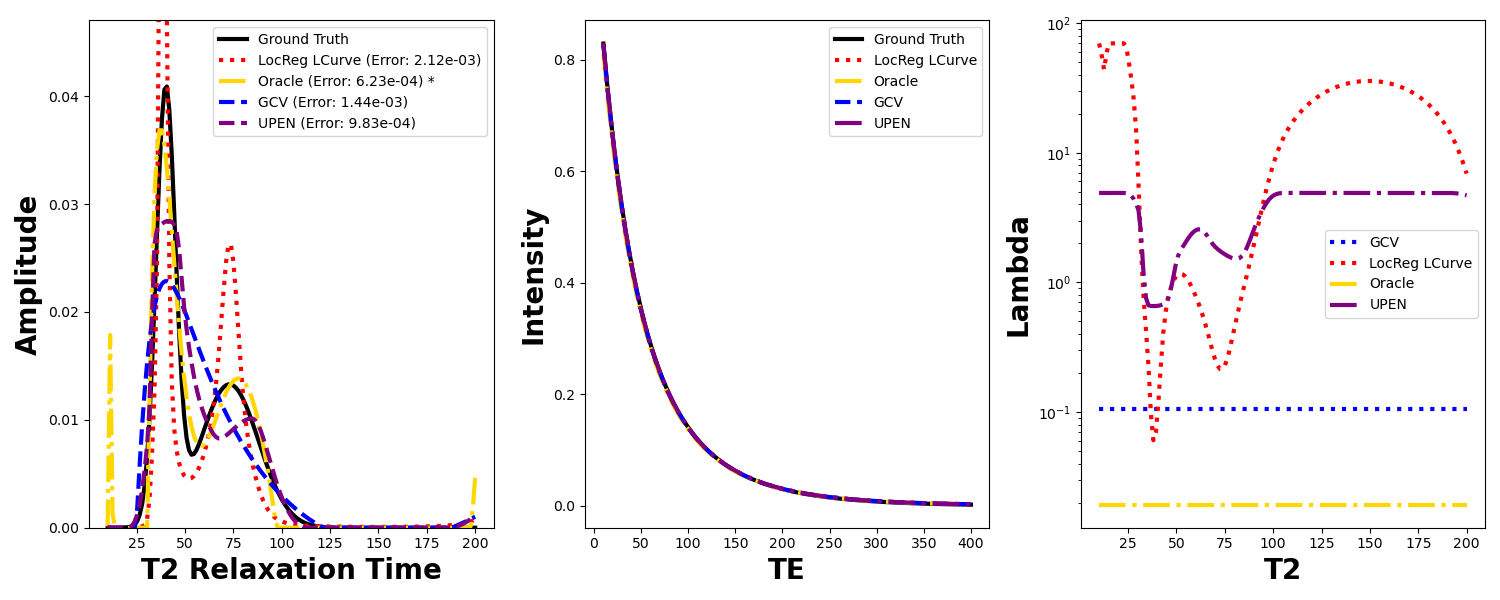 Amplitude
0.04
0.03
0.02
0.01
0.00
25 50 75 100 125 150 175 200
T2 Relaxation Time
Ground Truth
LocReg LCurve (Error: 2.12e-03)
Oracle (Error: 6.23e-04) *
GCV (Error: 1.44e-03)
UPEN (Error: 9.83e-04)
Intensity
0.8
0.6
0.4
0.2
0.0
0 50 100 150 200 250 300 350 400
TE
Ground Truth
LocReg LCurve
Oracle
GCV
UPEN
Lambda
10²
10¹
10⁰
10⁻¹
25 50 75 100 125 150 175 200
T2
GCV
LocReg LCurve
Oracle
UPEN